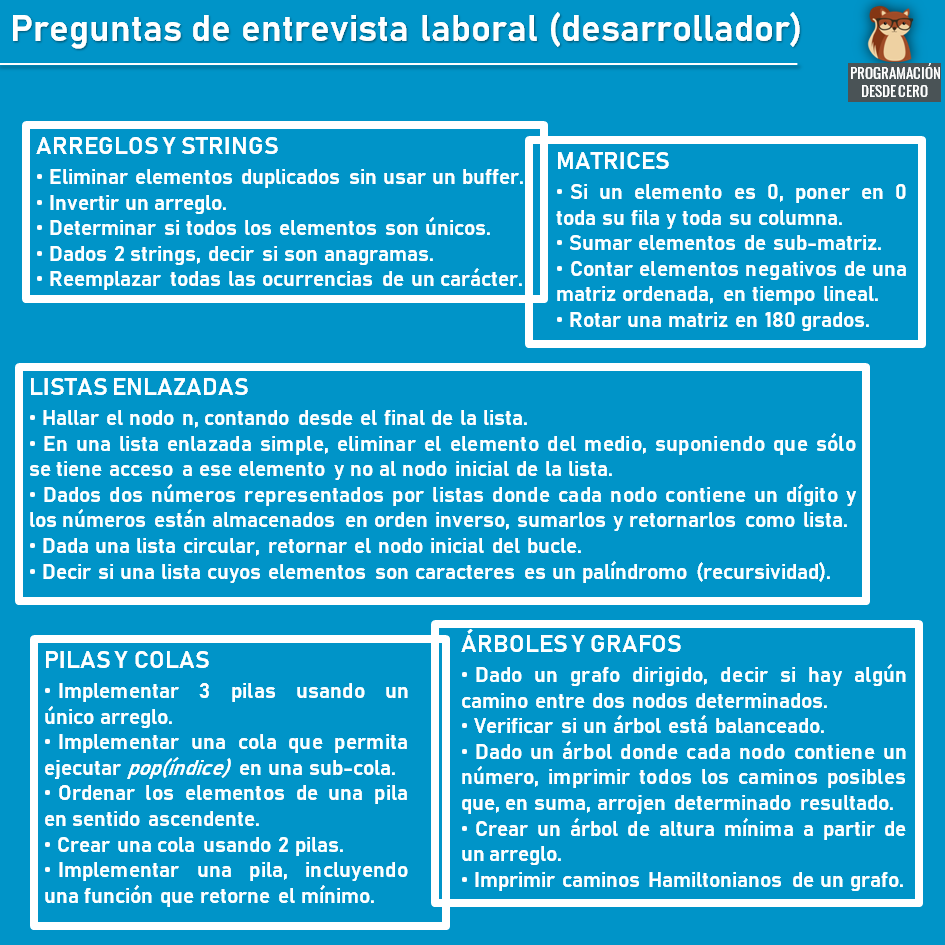 Preguntas de entrevista laboral (desarrollador)
PROGRAMACIÓN
DESDE CERO
ARREGLOS Y STRINGS
• Eliminar elementos duplicados sin usar un buffer.
• Invertir un arreglo.
• Determinar si todos los elementos son únicos.
• Dados 2 strings, decir si son anagramas.
• Reemplazar todas las ocurrencias de un carácter.
MATRICES
• Si un elemento es 0, poner en 0
toda su fila y toda su columna.
• Sumar elementos de sub-matriz.
• Contar elementos negativos de una
matriz ordenada, en tiempo lineal.
• Rotar una matriz en 180 grados.
LISTAS ENLAZADAS
• Hallar el nodo n, contando desde el final de la lista.
• En una lista enlazada simple, eliminar el elemento del medio, suponiendo que sólo
se tiene acceso a ese elemento y no al nodo inicial de la lista.
• Dados dos números representados por listas donde cada nodo contiene un dígito y
los números están almacenados en orden inverso, sumarlos y retornarlos como lista.
• Dada una lista circular, retornar el nodo inicial del bucle.
• Decir si una lista cuyos elementos son caracteres es un palíndromo (recursividad).
PILAS Y COLAS
• Implementar 3 pilas usando un
único arreglo.
• Implementar una cola que permita
ejecutar pop(índice) en una sub-cola.
• Ordenar los elementos de una pila
en sentido ascendente.
• Crear una cola usando 2 pilas.
• Implementar una pila, incluyendo
una función que retorne el mínimo.
ÁRBOLES Y GRAFOS
• Dado un grafo dirigido, decir si hay algún
camino entre dos nodos determinados.
• Verificar si un árbol está balanceado.
• Dado un árbol donde cada nodo contiene un
número, imprimir todos los caminos posibles
que, en suma, arrojen determinado resultado.
• Crear un árbol de altura mínima a partir de
un arreglo.
• Imprimir caminos Hamiltonianos de un grafo.